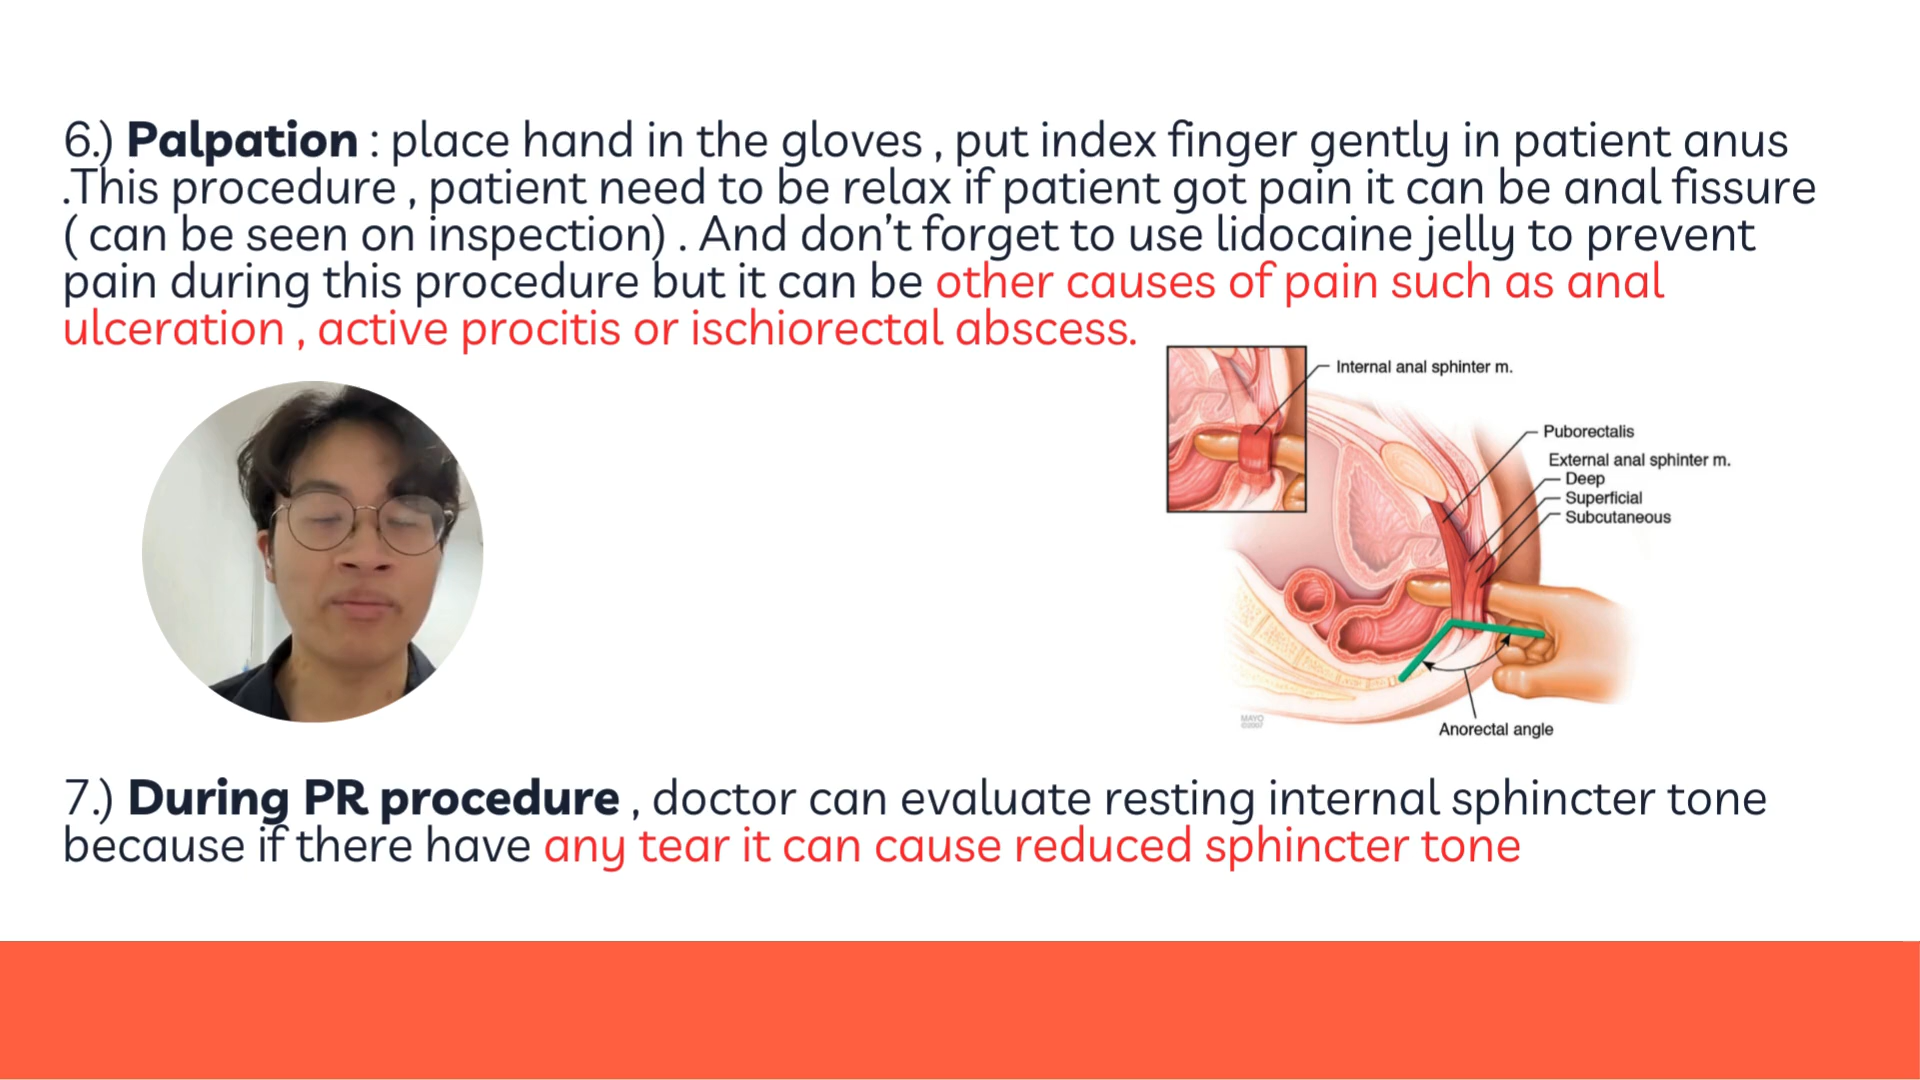 6.) Palpation : place hand in the gloves , put index finger gently in patient anus
.This procedure , patient need to be relax if patient got pain it can be anal fissure
( can be seen on inspection) . And don't forget to use lidocaine jelly to prevent
pain during this procedure but it can be other causes of pain such as anal
ulceration , active procitis or ischiorectal abscess.
Internal anal sphinter m.
Puborectalis
External anal sphinter m.
Deep
Superficial
Subcutaneous
MAYO
©2007
Anorectal angle
7.) During PR procedure , doctor can evaluate resting internal sphincter tone
because if there have any tear it can cause reduced sphincter tone